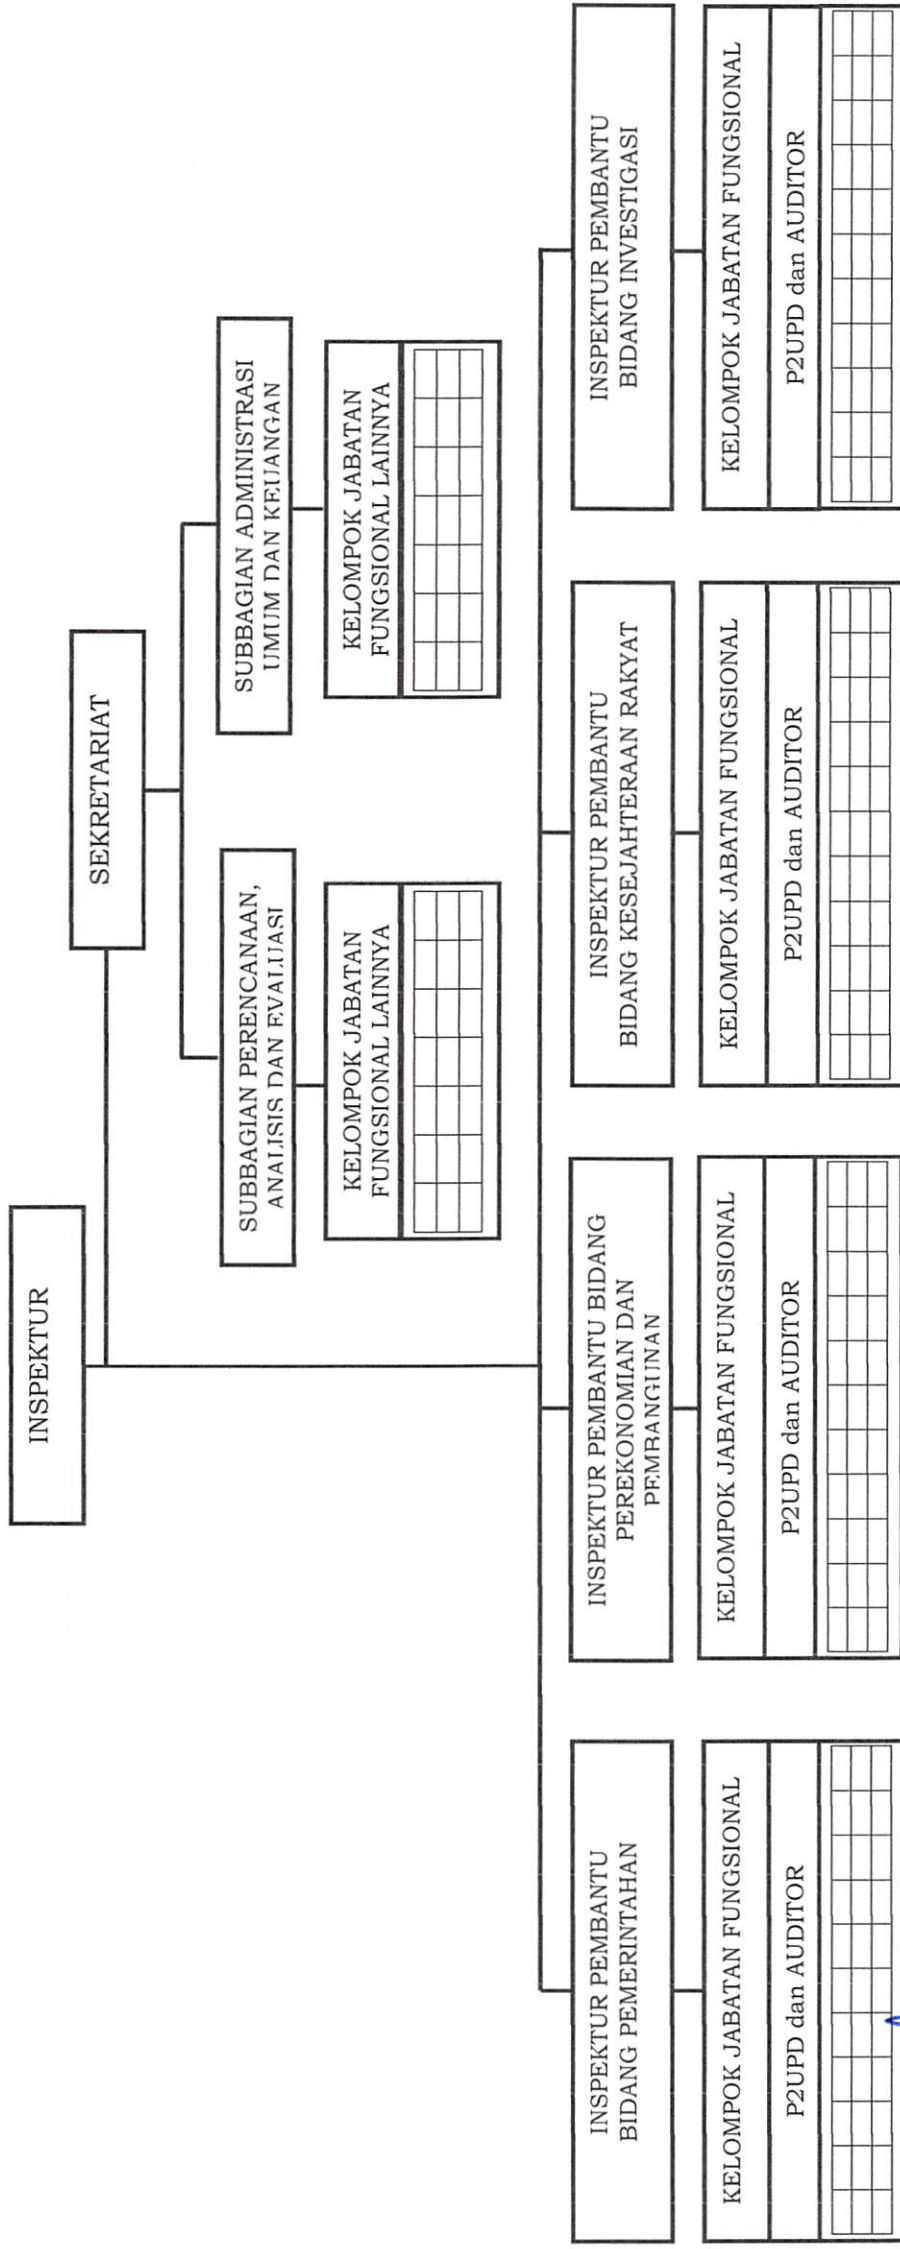 INSPEKTUR
SEKRETARIAT
SUBBAGIAN PERENCANAAN,
ANALISIS DAN EVALUASI
SUBBAGIAN ADMINISTRASI
UMUM DAN KEUANGAN
KELOMPOK JABATAN
FUNGSIONAL LAINNYA
KELOMPOK JABATAN
FUNGSIONAL LAINNYA
INSPEKTUR PEMBANTU
BIDANG PEMERINTAHAN
INSPEKTUR PEMBANTU BIDANG
PEREKONOMIAN DAN
PEMBANGUNAN
INSPEKTUR PEMBANTU
BIDANG KESEJAHTERAAN RAKYAT
INSPEKTUR PEMBANTU
BIDANG INVESTIGASI
KELOMPOK JABATAN FUNGSIONAL
P2UPD dan AUDITOR
KELOMPOK JABATAN FUNGSIONAL
P2UPD dan AUDITOR
KELOMPOK JABATAN FUNGSIONAL
P2UPD dan AUDITOR
KELOMPOK JABATAN FUNGSIONAL
P2UPD dan AUDITOR